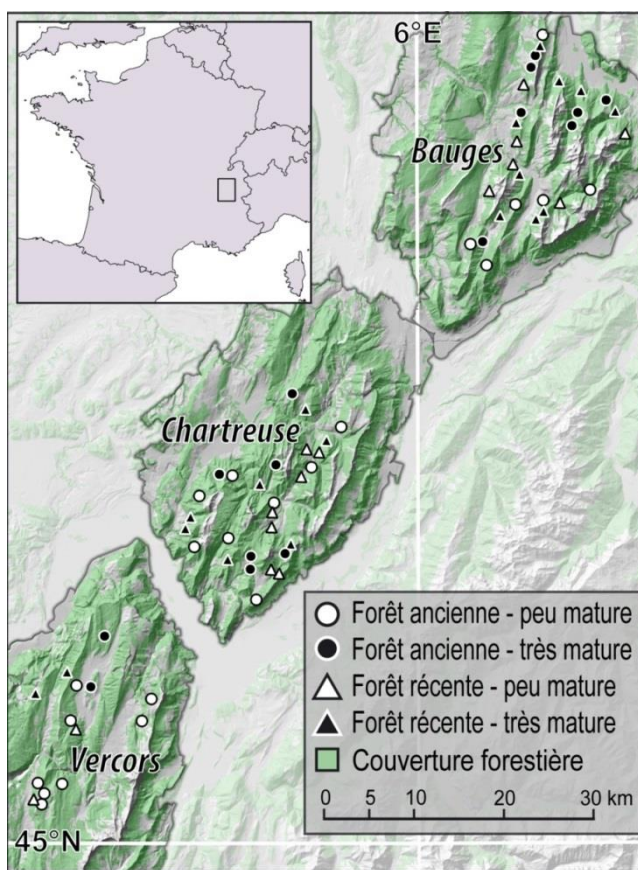 6°E
Bauges
Chartreuse
Vercors
Forêt ancienne - peu mature
Forêt ancienne - très mature
Forêt récente - peu mature
Forêt récente - très mature
Couverture forestière
0 5 10 20 30 km
45°N